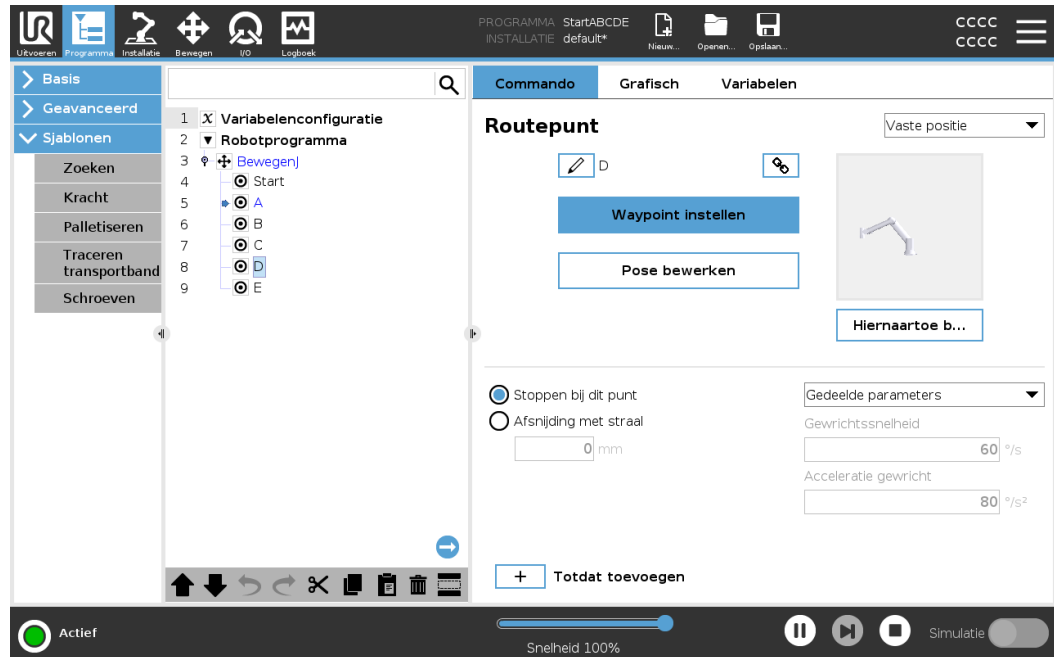 UR
PROGRAMMA StartABCDE
INSTALLATIE default*
CCCC
CCCC
Uitvoeren Programma Installatie Bewegen I/O Logboek
Nieuw... Openen... Opslaan...
Basis
Geavanceerd
Sjablonen
Zoeken
Kracht
Palletiseren
Traceren
transportband
Schroeven
1 X Variabelenconfiguratie
2 Robotprogramma
3 BewegenJ
4 Start
5 A
6 B
7 C
8 D
9 E
Commando Grafisch Variabelen
Routepunt
Vaste positie
D
Waypoint instellen
Pose bewerken
Hiernaartoe b...
Stoppen bij dit punt
Afsnijding met straal
0 mm
Gedeelde parameters
Gewrichtssnelheid
60 °/s
Acceleratie gewricht
80 °/s²
+ Totdat toevoegen
Actief
Snelheid 100%
Simulatie